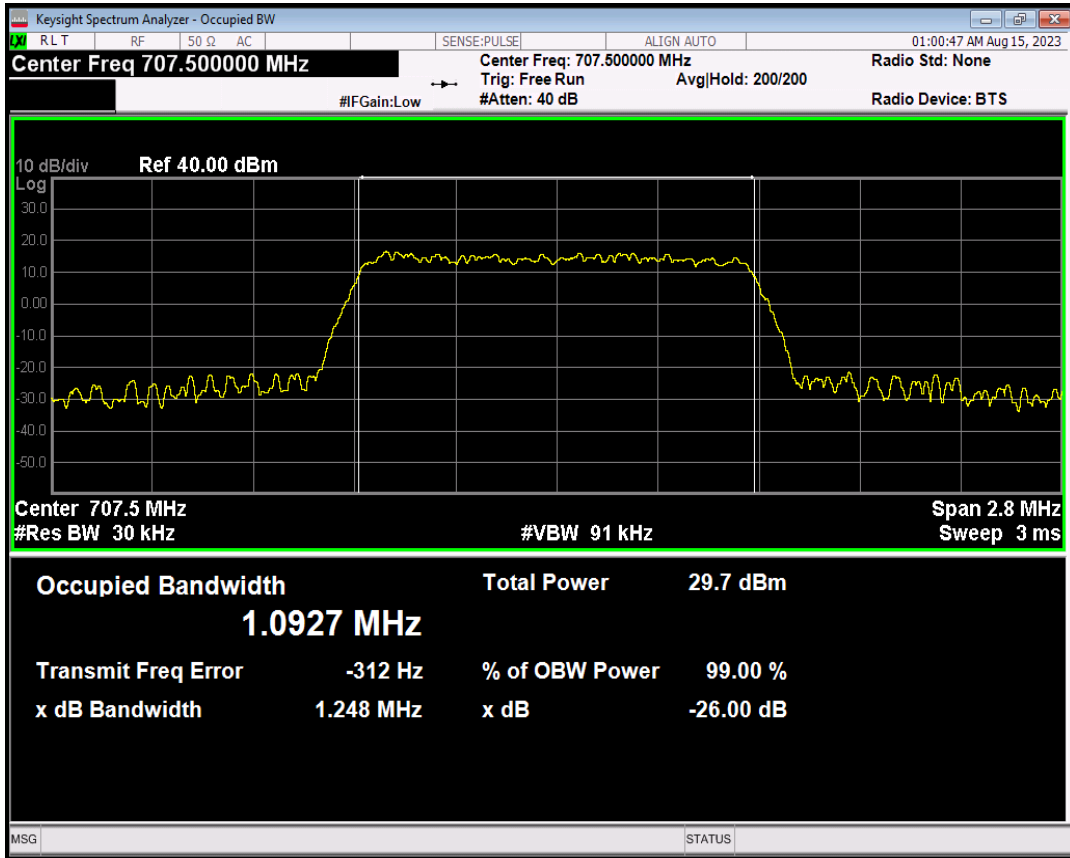 Keysight Spectrum Analyzer - Occupied BW
LXI RLT RF 50 Ω AC SENSE:PULSE ALIGN AUTO 01:00:47 AM Aug 15, 2023
Center Freq 707.500000 MHz Center Freq: 707.500000 MHz Radio Std: None
Trig: Free Run Avg|Hold: 200/200
#IFGain:Low #Atten: 40 dB Radio Device: BTS
10 dB/div Ref 40.00 dBm
Log
30.0
20.0
10.0
0.00
-10.0
-20.0
-30.0
-40.0
-50.0
Center 707.5 MHz Span 2.8 MHz
#Res BW 30 kHz #VBW 91 kHz Sweep 3 ms
Occupied Bandwidth Total Power 29.7 dBm
1.0927 MHz
Transmit Freq Error -312 Hz % of OBW Power 99.00 %
x dB Bandwidth 1.248 MHz x dB -26.00 dB
MSG STATUS